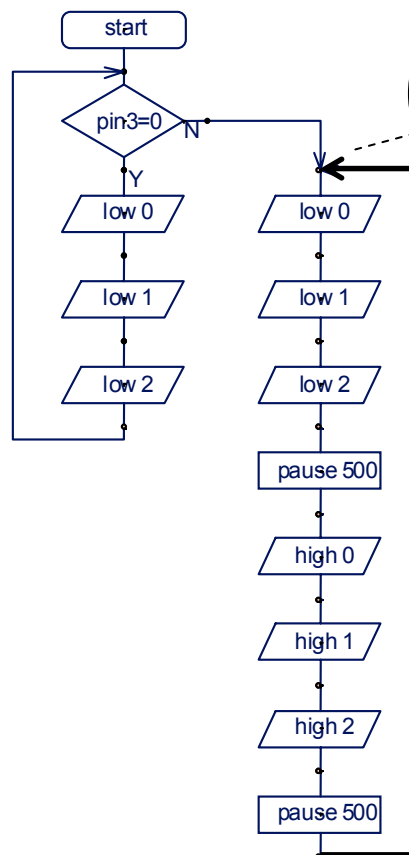 start
pin3=0
N
Y
low 0
low 1
low 2
low 0
low 1
low 2
pause 500
high 0
high 1
high 2
pause 500